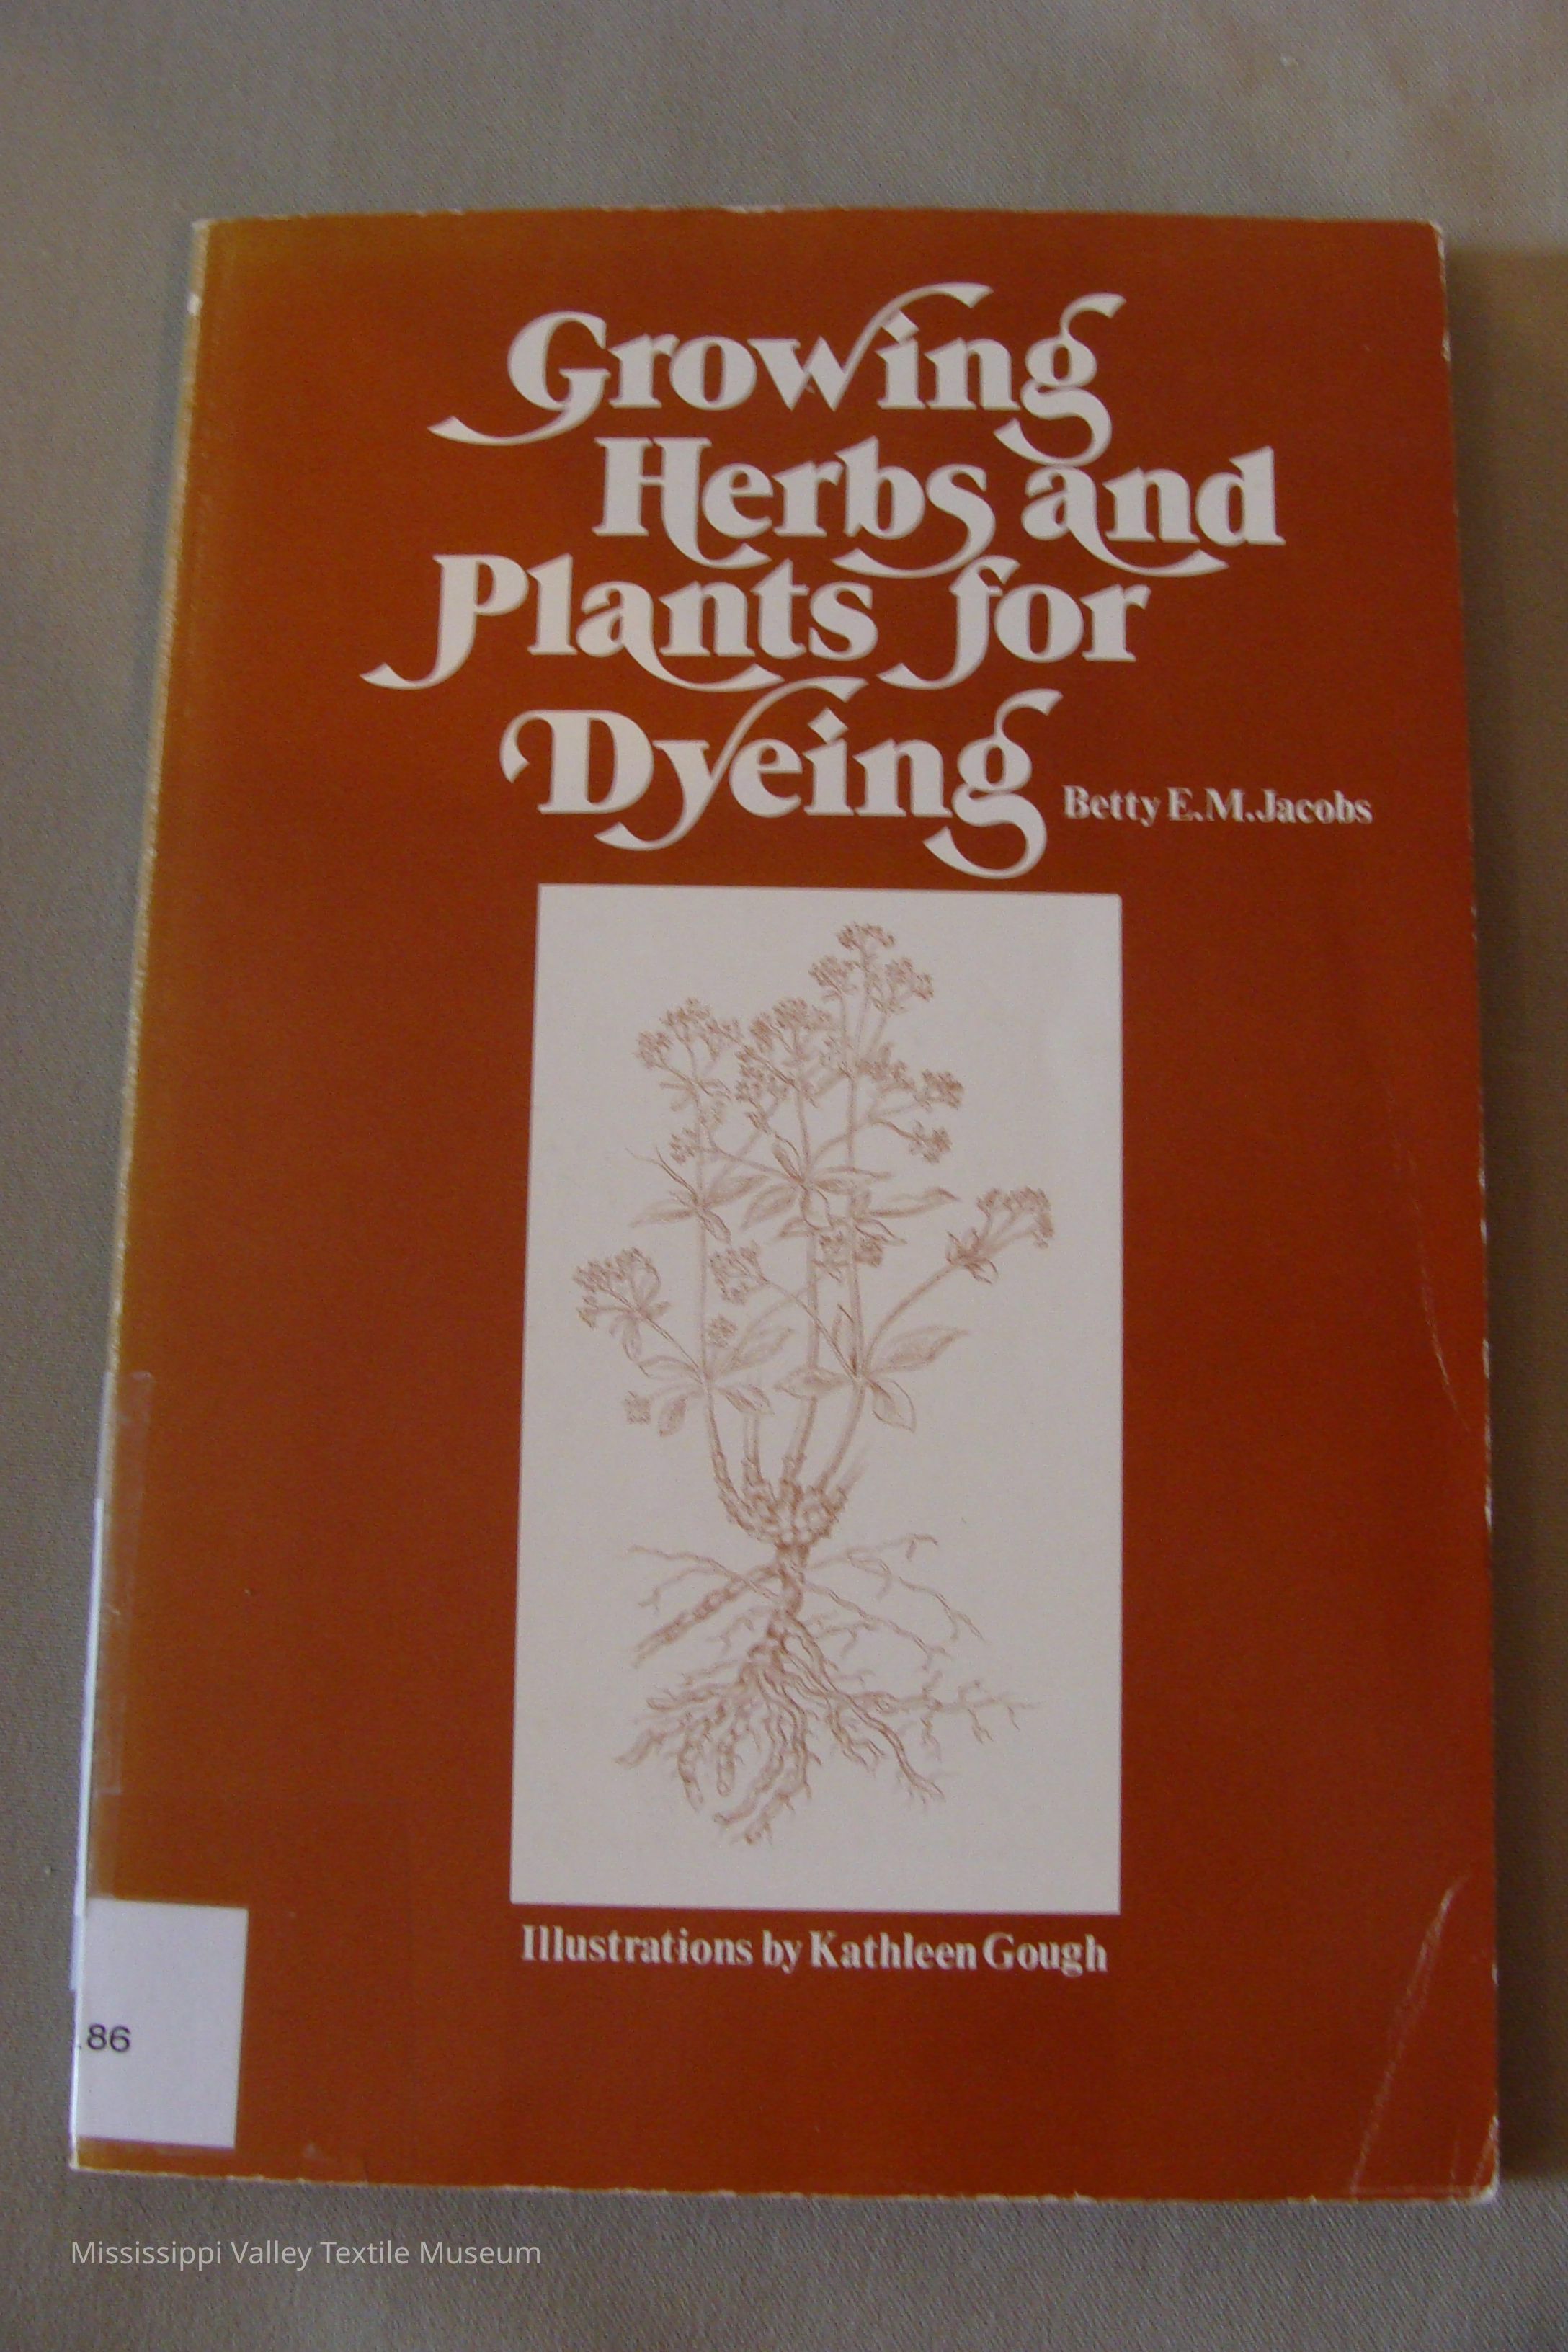 Growing
Herbs and
Plants for
Dyeing
Betty E.M.Jacobs
Illustrations by Kathleen Gough
.86
Mississippi Valley Textile Museum